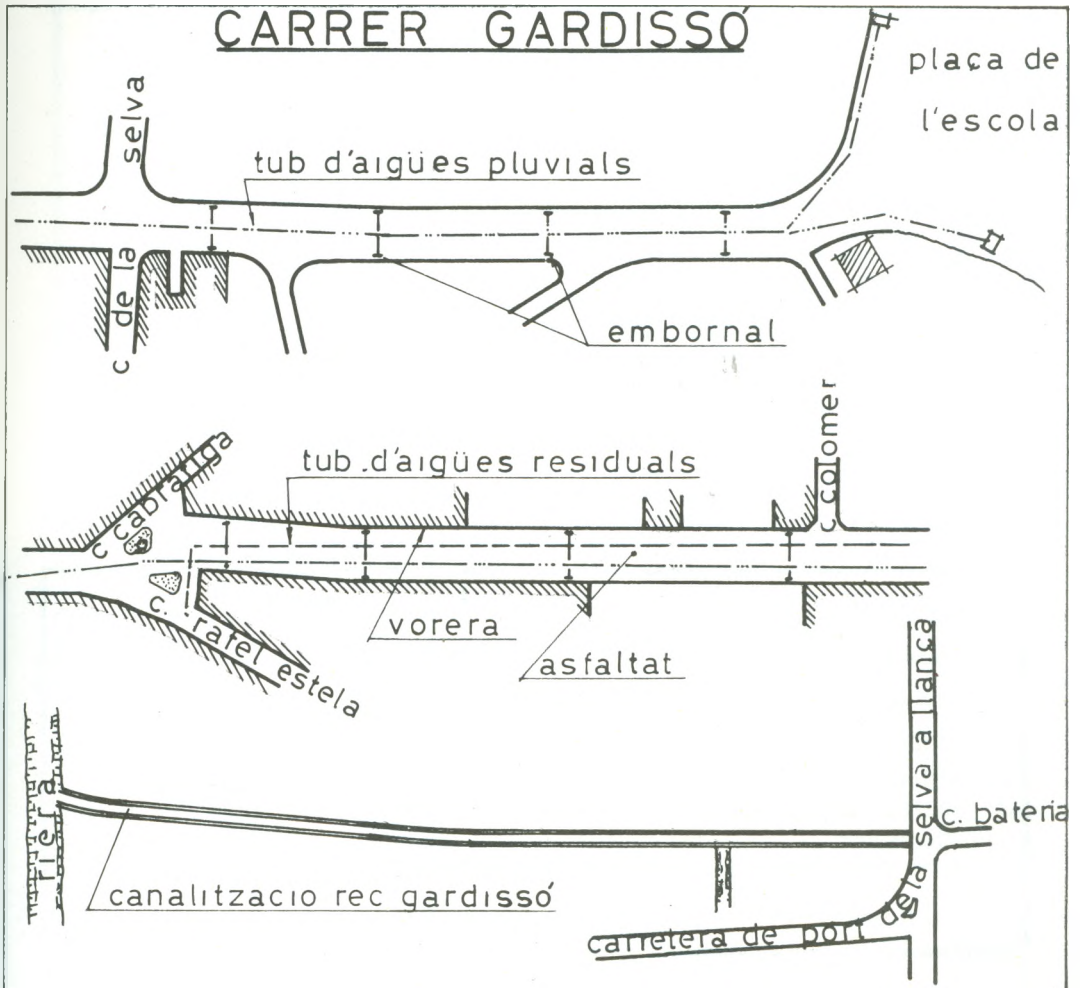 CARRER GARDISSÓ
plaça de
l'escola
selva
c de la
tub d'aigües pluvials
embornal
c cabrafiga
tub d'aigües residuals
c colomer
vorera
c. rafel estela
asfaltat
riera
canalització rec gardissó
carretera de port de la selva a llançà
c. bateria